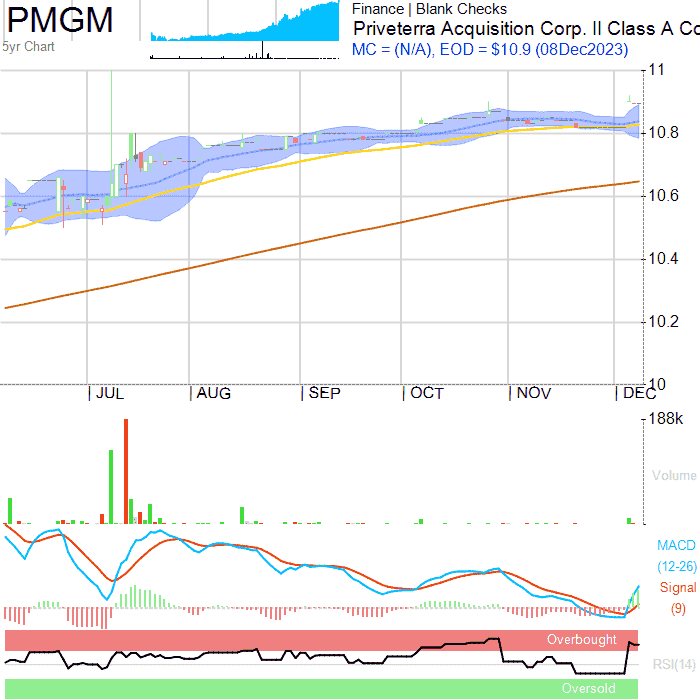 PMGM
5yr Chart
Finance | Blank Checks
Priveterra Acquisition Corp. II Class A Co
MC = (N/A), EOD = $10.9 (08Dec2023)
11
10.8
10.6
10.4
10.2
10
JUL AUG SEP OCT NOV DEC
188k
Volume
MACD
(12-26)
Signal
(9)
Overbought
RSI(14)
Oversold